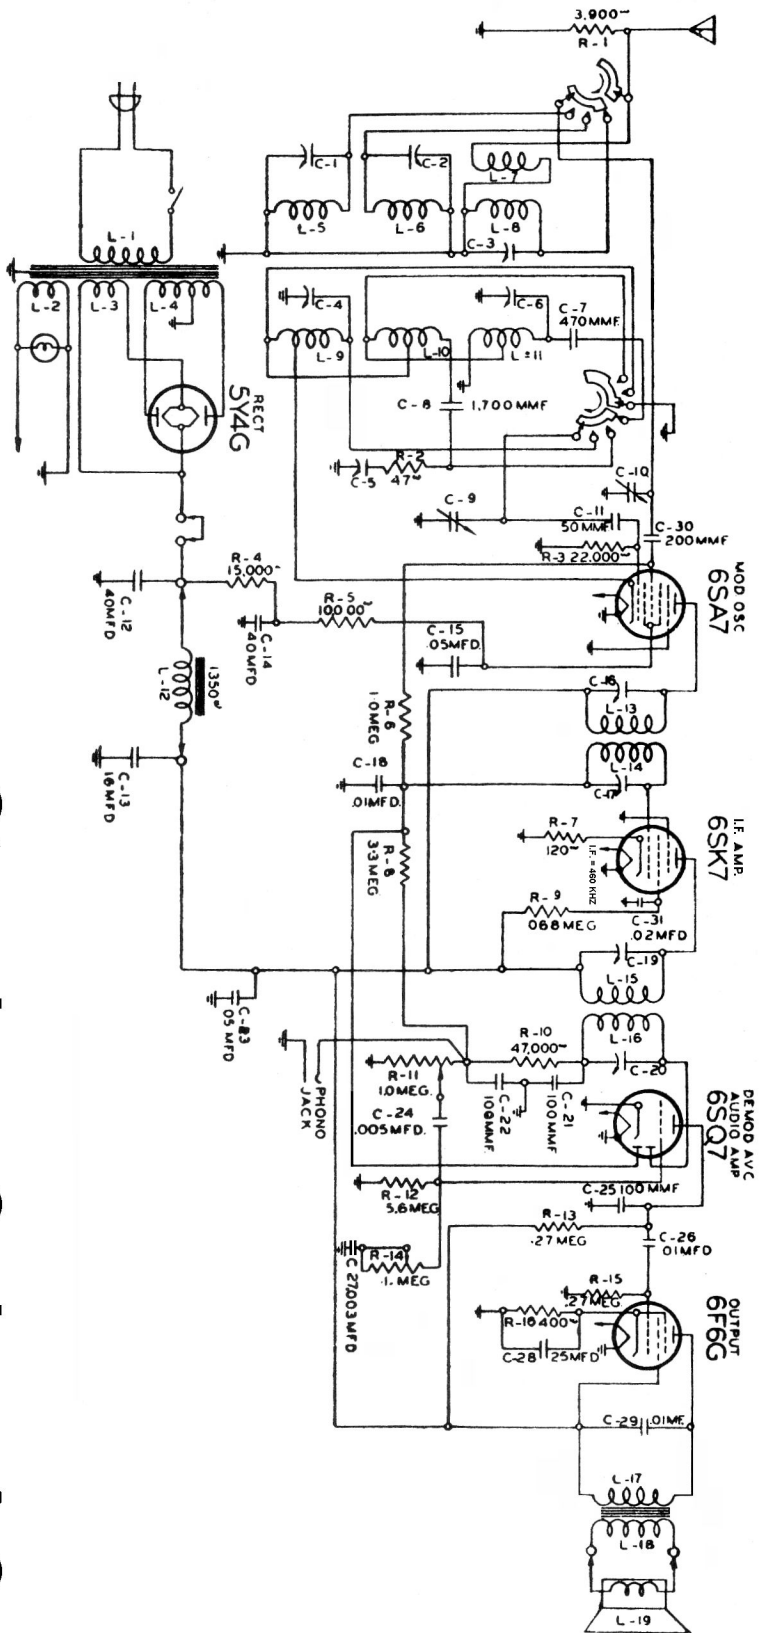 3,900~
R-1
C-1
C-2
L-7
L-5
L-6
L-8
C-3
L-1
L-2
L-3
L-4
C-4
C-6
C-7
470MMF.
L-9
L-10
L-11
C-8
1,700MMF
RECT
5Y4G
R-2
47~
C-5
C-9
C-10
C-11
50MMF
C-30
200MMF
R-3 22.000~
MOD OSC
6SA7
R-4
15,000~
C-12
40MFD
C-14
40MFD
R-5
10000~
C-15
.05MFD.
1350~
L-12
C-13
16MFD
R-6
1.0MEG
C-16
L-13
L-14
C-17
C-18
.01MFD.
R-7
120~
I.F. = 460 KHZ
I.F. AMP.
6SK7
R-8
3.3MEG
R-9
068MEG
C-31
.02MFD
C-19
L-15
L-16
C-20
05 MFD
R-10
47,000~
R-11
1.0MEG.
C-22
C-21
100MMF
PHONO
JACK
C-24
.005MFD.
DEMOD AVC
AUDIO AMP
6SQ7
R-12
5.6MEG
C-25 100MMF
R-13
.27MEG
C-26
.01MFD
R-14
.1 MEG
C 27.003MFD
R-15
.27MEG.
R-16 400~
C-28 25MFD
OUTPUT
6F6G
C-29 .01MF.
L-17
L-18
L-19